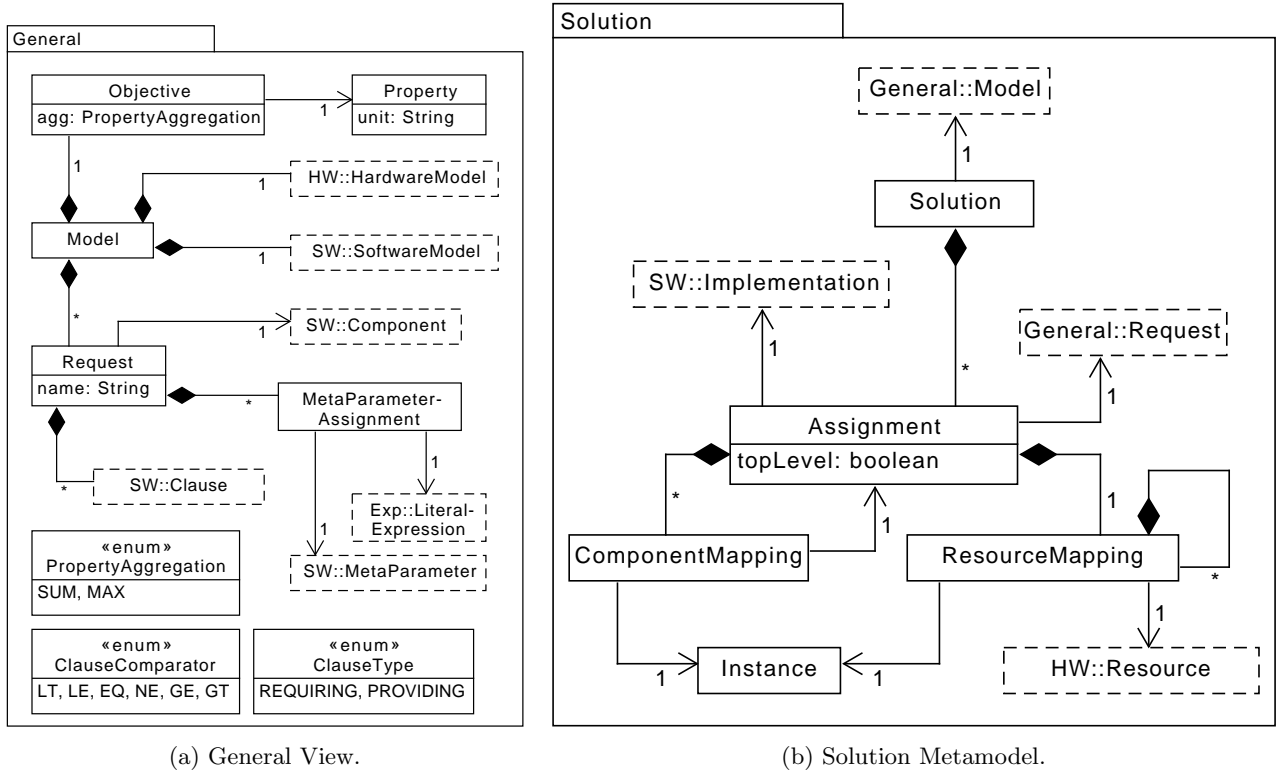 General
Objective
agg: PropertyAggregation
1
Property
unit: String
1
HW::HardwareModel
1
Model
SW::SoftwareModel
1
*
SW::Component
1
Request
name: String
*
MetaParameter-
Assignment
*
SW::Clause
1
Exp::Literal-
Expression
1
SW::MetaParameter
«enum»
PropertyAggregation
SUM, MAX
«enum»
ClauseComparator
LT, LE, EQ, NE, GE, GT
«enum»
ClauseType
REQUIRING, PROVIDING
(a) General View.
Solution
General::Model
1
Solution
SW::Implementation
1
*
General::Request
1
Assignment
topLevel: boolean
*
1
1
ComponentMapping
ResourceMapping
*
1
Instance
1
1
HW::Resource
(b) Solution Metamodel.